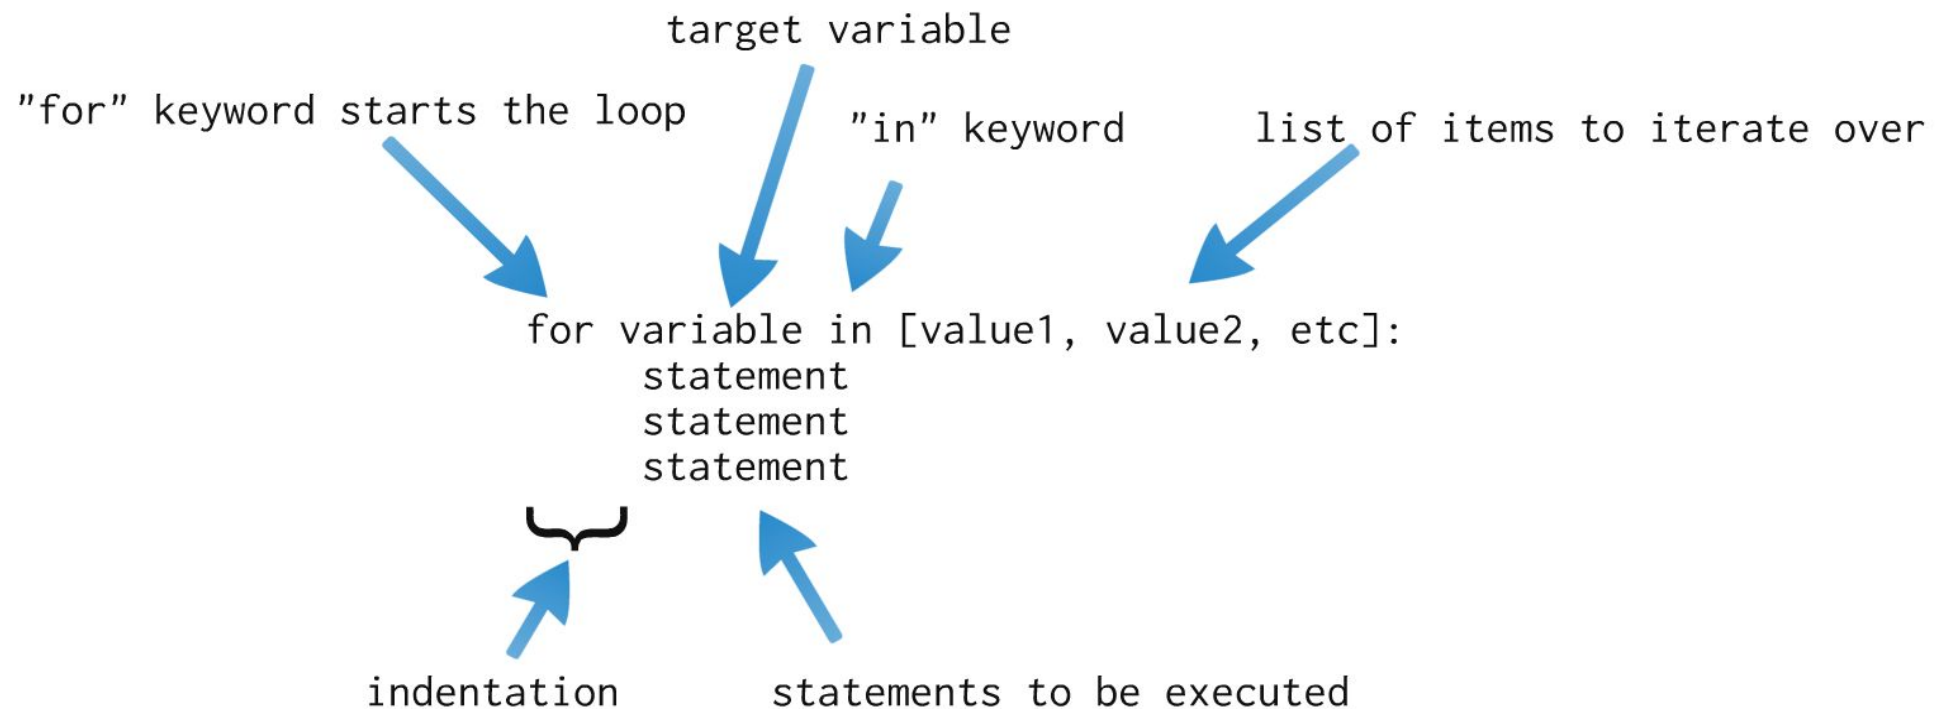 target variable
"for" keyword starts the loop
"in" keyword
list of items to iterate over
for variable in [value1, value2, etc]:
statement
statement
statement
indentation
statements to be executed